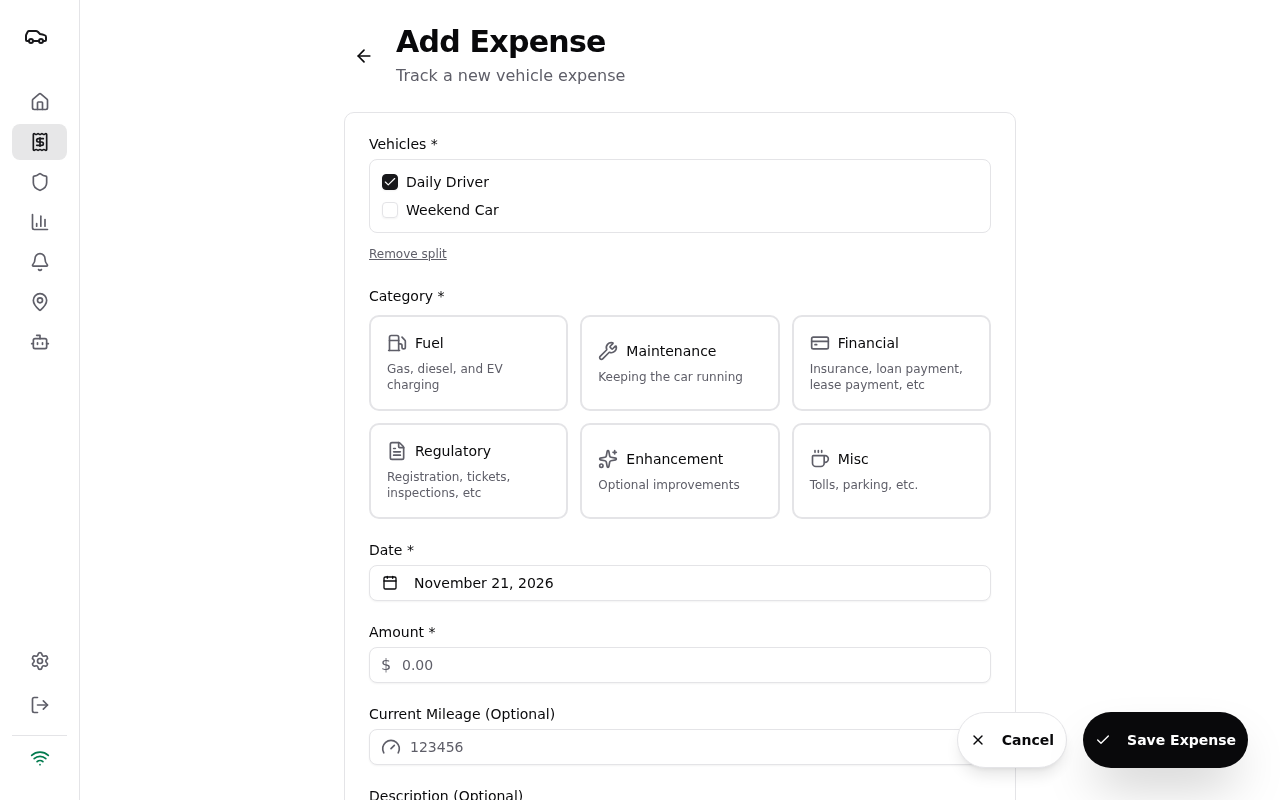 Add Expense
Track a new vehicle expense
Vehicles *
Daily Driver
Weekend Car
Remove split
Category *
Fuel
Gas, diesel, and EV
charging
Maintenance
Keeping the car running
Financial
Insurance, loan payment,
lease payment, etc
Regulatory
Registration, tickets,
inspections, etc
Enhancement
Optional improvements
Misc
Tolls, parking, etc.
Date *
November 21, 2026
Amount *
$ 0.00
Current Mileage (Optional)
123456
Cancel
Save Expense
Description (Optional)